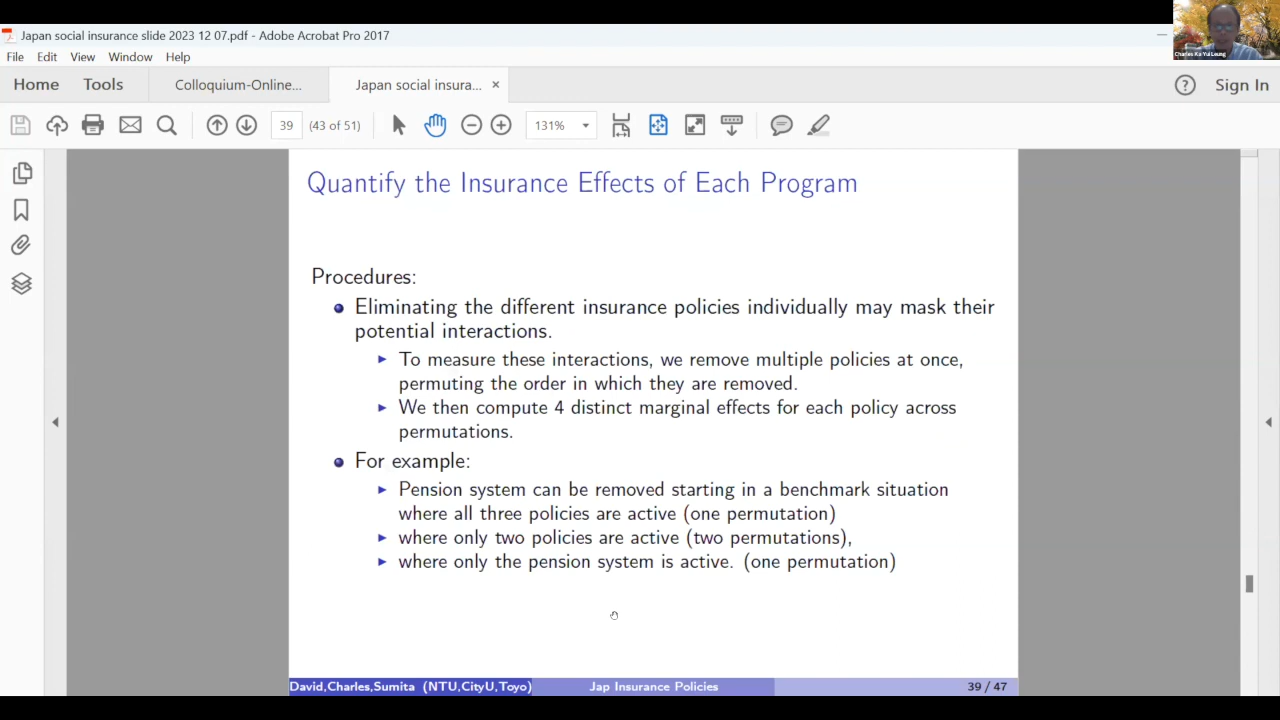 Japan social insurance slide 2023 12 07.pdf - Adobe Acrobat Pro 2017
Charles Ka Yui Leung
File Edit View Window Help
Home Tools Colloquium-Online... Japan social insura... × ? Sign In
39 (43 of 51) 131%
Quantify the Insurance Effects of Each Program
Procedures:
Eliminating the different insurance policies individually may mask their
potential interactions.
To measure these interactions, we remove multiple policies at once,
permuting the order in which they are removed.
We then compute 4 distinct marginal effects for each policy across
permutations.
For example:
Pension system can be removed starting in a benchmark situation
where all three policies are active (one permutation)
where only two policies are active (two permutations),
where only the pension system is active. (one permutation)
David,Charles,Sumita (NTU,CityU,Toyo) Jap Insurance Policies 39 / 47